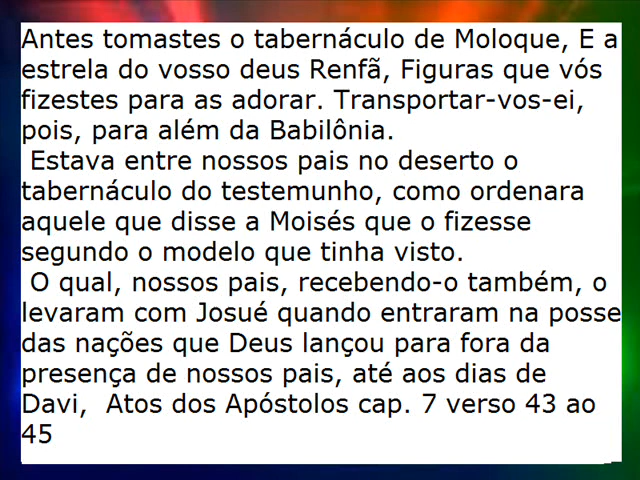 Antes tomastes o tabernáculo de Moloque, E a
estrela do vosso deus Renfã, Figuras que vós
fizestes para as adorar. Transportar-vos-ei,
pois, para além da Babilônia.
Estava entre nossos pais no deserto o
tabernáculo do testemunho, como ordenara
aquele que disse a Moisés que o fizesse
segundo o modelo que tinha visto.
O qual, nossos pais, recebendo-o também, o
levaram com Josué quando entraram na posse
das nações que Deus lançou para fora da
presença de nossos pais, até aos dias de
Davi,  Atos dos Apóstolos cap. 7 verso 43 ao
45